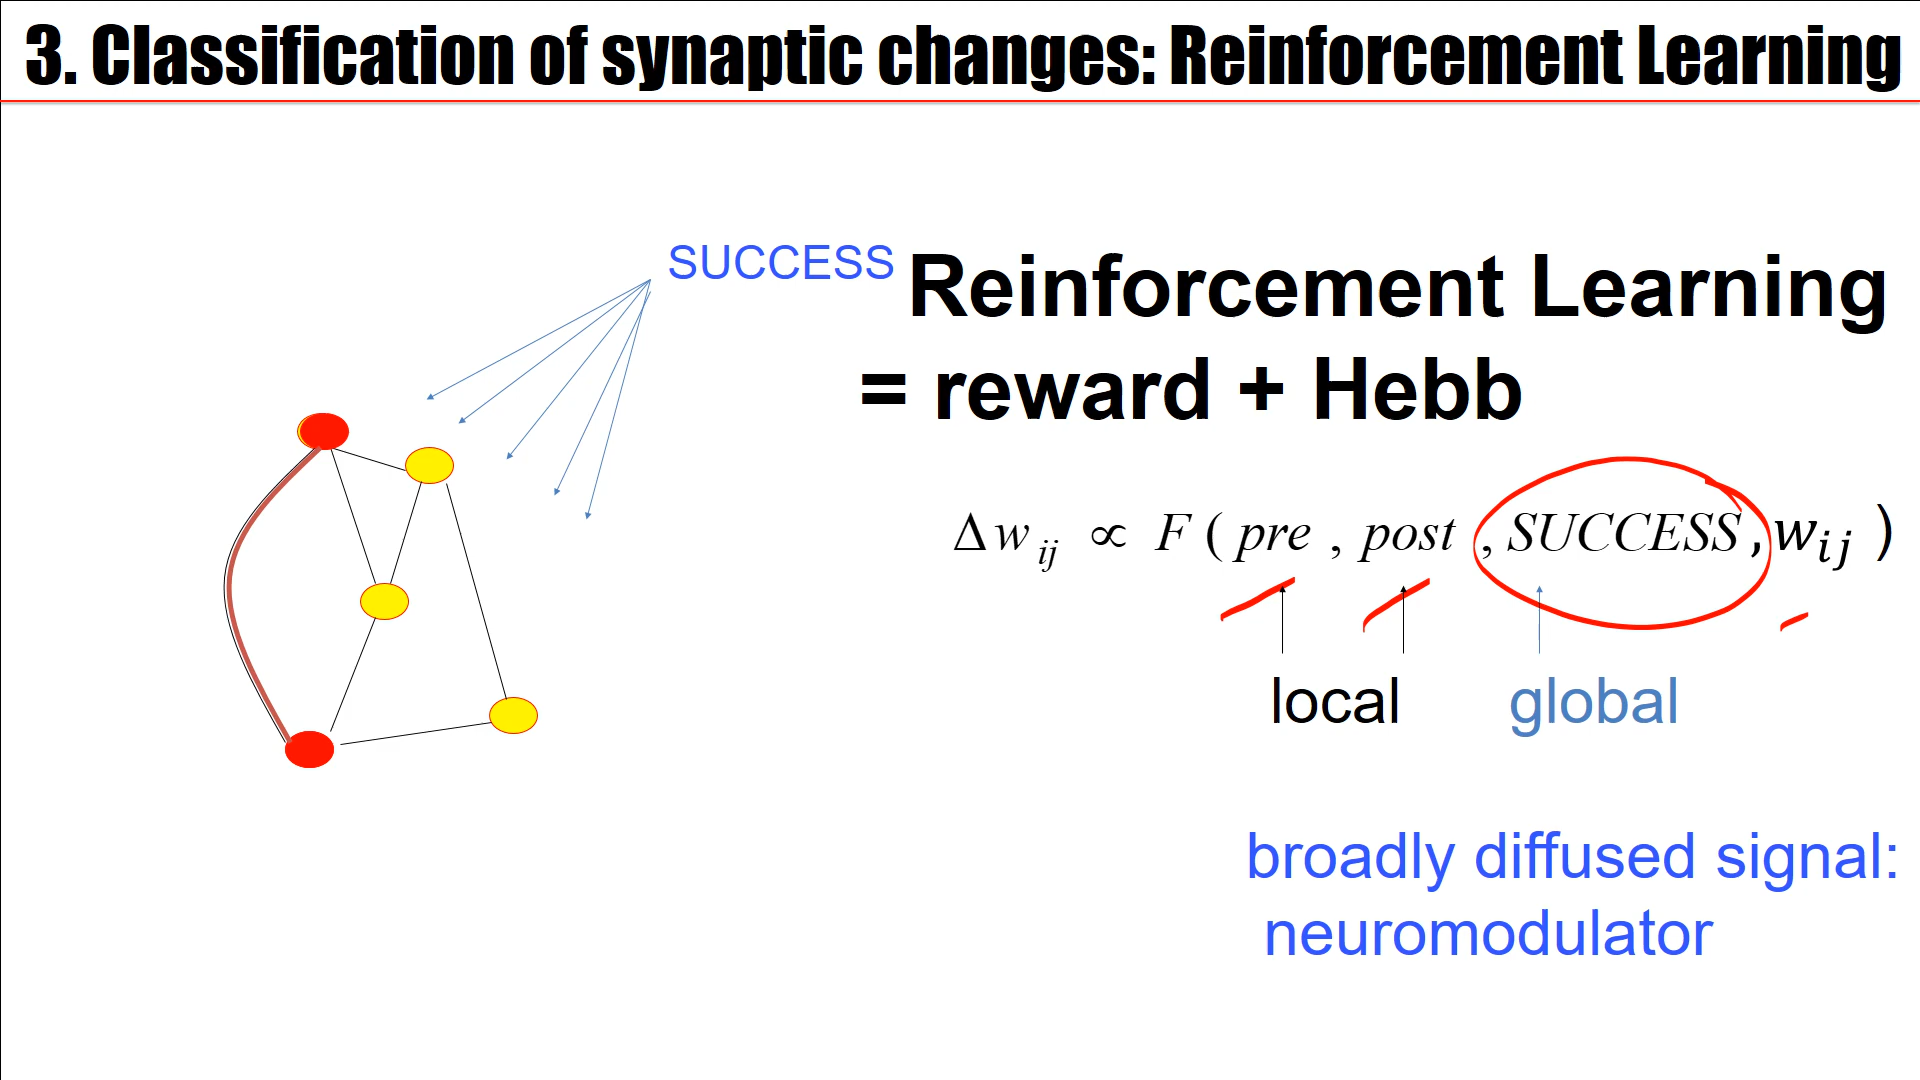 3. Classification of synaptic changes: Reinforcement Learning
SUCCESS
Reinforcement Learning
= reward + Hebb
Δw_ij ∝ F ( pre , post , SUCCESS , w_ij )
local
global
broadly diffused signal:
neuromodulator